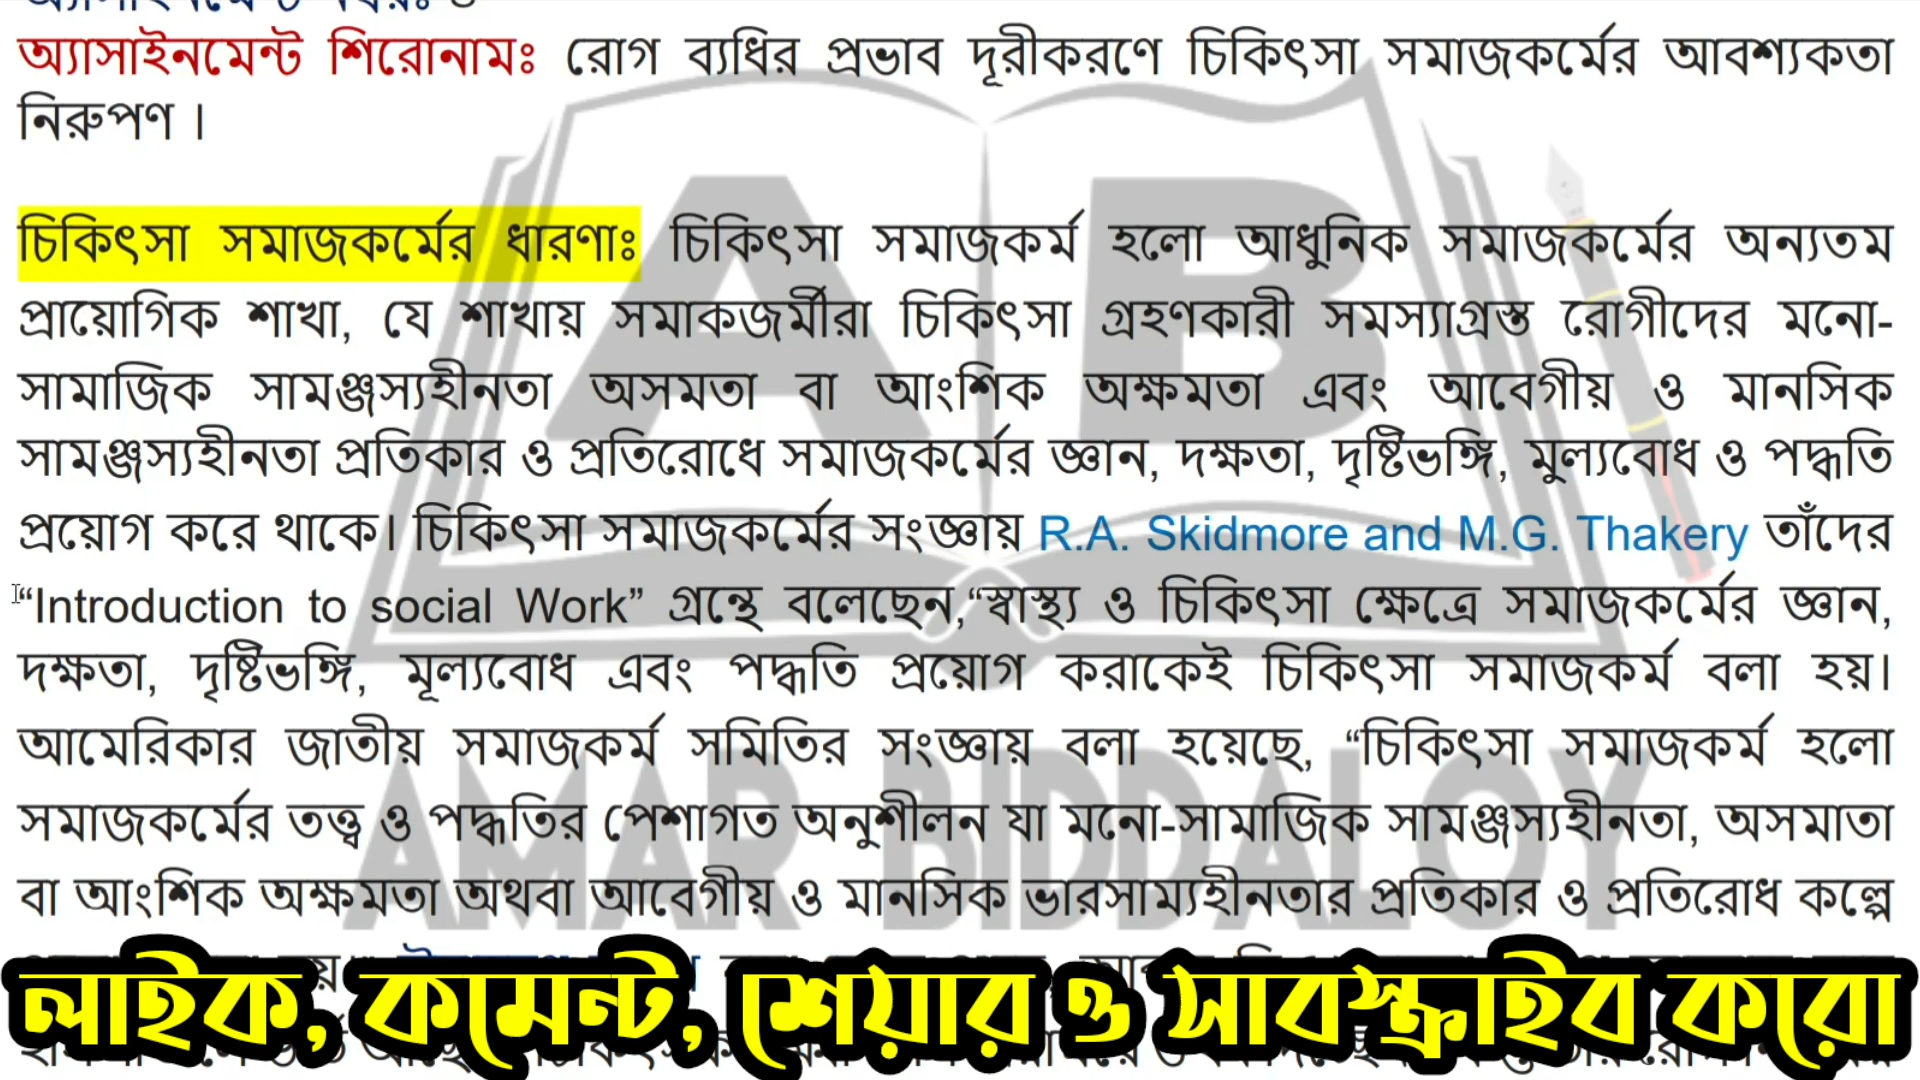 অ্যাসাইনমেন্ট শিরোনামঃ রোগ ব্যধির প্রভাব দূরীকরণে চিকিৎসা সমাজকর্মের আবশ্যকতা
নিরুপণ ।
চিকিৎসা সমাজকর্মের ধারণাঃ চিকিৎসা সমাজকর্ম হলো আধুনিক সমাজকর্মের অন্যতম
প্রায়োগিক শাখা, যে শাখায় সমাকজর্মীরা চিকিৎসা গ্রহণকারী সমস্যাগ্রস্ত রোগীদের মনো-
সামাজিক সামঞ্জস্যহীনতা অসমতা বা আংশিক অক্ষমতা এবং আবেগীয় ও মানসিক
সামঞ্জস্যহীনতা প্রতিকার ও প্রতিরোধে সমাজকর্মের জ্ঞান, দক্ষতা, দৃষ্টিভঙ্গি, মুল্যবোধ ও পদ্ধতি
প্রয়োগ করে থাকে। চিকিৎসা সমাজকর্মের সংজ্ঞায় R.A. Skidmore and M.G. Thakery তাঁদের
“Introduction to social Work” গ্রন্থে বলেছেন,“স্বাস্থ্য ও চিকিৎসা ক্ষেত্রে সমাজকর্মের জ্ঞান,
দক্ষতা, দৃষ্টিভঙ্গি, মূল্যবোধ এবং পদ্ধতি প্রয়োগ করাকেই চিকিৎসা সমাজকর্ম বলা হয়।
আমেরিকার জাতীয় সমাজকর্ম সমিতির সংজ্ঞায় বলা হয়েছে, “চিকিৎসা সমাজকর্ম হলো
সমাজকর্মের তত্ত্ব ও পদ্ধতির পেশাগত অনুশীলন যা মনো-সামাজিক সামঞ্জস্যহীনতা, অসমাতা
বা আংশিক অক্ষমতা অথবা আবেগীয় ও মানসিক ভারসাম্যহীনতার প্রতিকার ও প্রতিরোধ কল্পে
লাইক, কমেন্ট, শেয়ার ও সাবস্ক্রাইব করো
AB
AMAR BIDDALOY